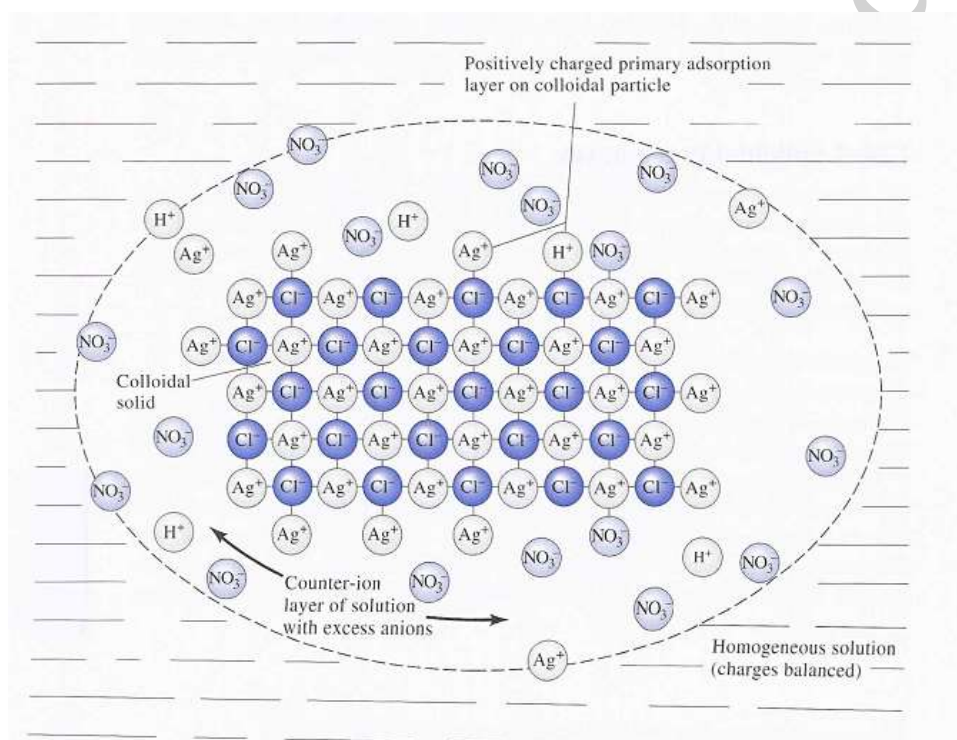 Positively charged primary adsorption
layer on colloidal particle
NO₃⁻
NO₃⁻ NO₃⁻ NO₃⁻
NO₃⁻
H⁺ NO₃⁻ H⁺ Ag⁺
Ag⁺ Ag⁺ Ag⁺ H⁺ NO₃⁻
Ag⁺ Cl⁻ Ag⁺ Cl⁻ Ag⁺ Cl⁻ Ag⁺ Cl⁻ Ag⁺ Cl⁻ Ag⁺ NO₃⁻
NO₃⁻ Ag⁺ Cl⁻ Ag⁺ Cl⁻ Ag⁺ Cl⁻ Ag⁺ Cl⁻ Ag⁺ Cl⁻ Ag⁺
Colloidal
solid
Ag⁺ Cl⁻ Ag⁺ Cl⁻ Ag⁺ Cl⁻ Ag⁺ Cl⁻ Ag⁺ Cl⁻ Ag⁺
NO₃⁻ Cl⁻ Ag⁺ Cl⁻ Ag⁺ Cl⁻ Ag⁺ Cl⁻ Ag⁺ Cl⁻ Ag⁺ NO₃⁻
NO₃⁻ Ag⁺ Cl⁻ Ag⁺ Cl⁻ Ag⁺ Cl⁻ Ag⁺ Cl⁻ Ag⁺ Cl⁻ Ag⁺
H⁺ Ag⁺ Ag⁺ Ag⁺ NO₃⁻
NO₃⁻ H⁺ NO₃⁻
NO₃⁻ NO₃⁻
Counter-ion
layer of solution
with excess anions
NO₃⁻
Ag⁺
Homogeneous solution
(charges balanced)